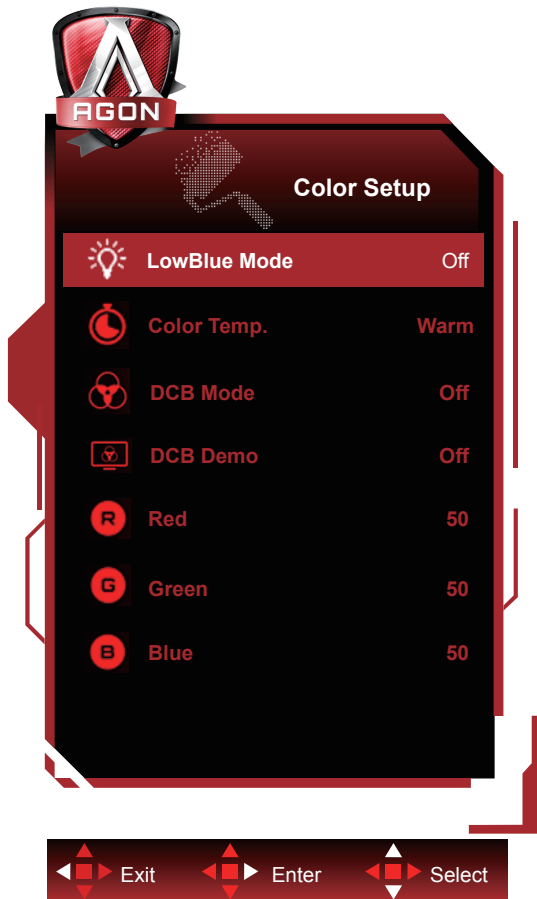 AGON
Color Setup
LowBlue Mode Off
Color Temp. Warm
DCB Mode Off
DCB Demo Off
R Red 50
G Green 50
B Blue 50
Exit Enter Select